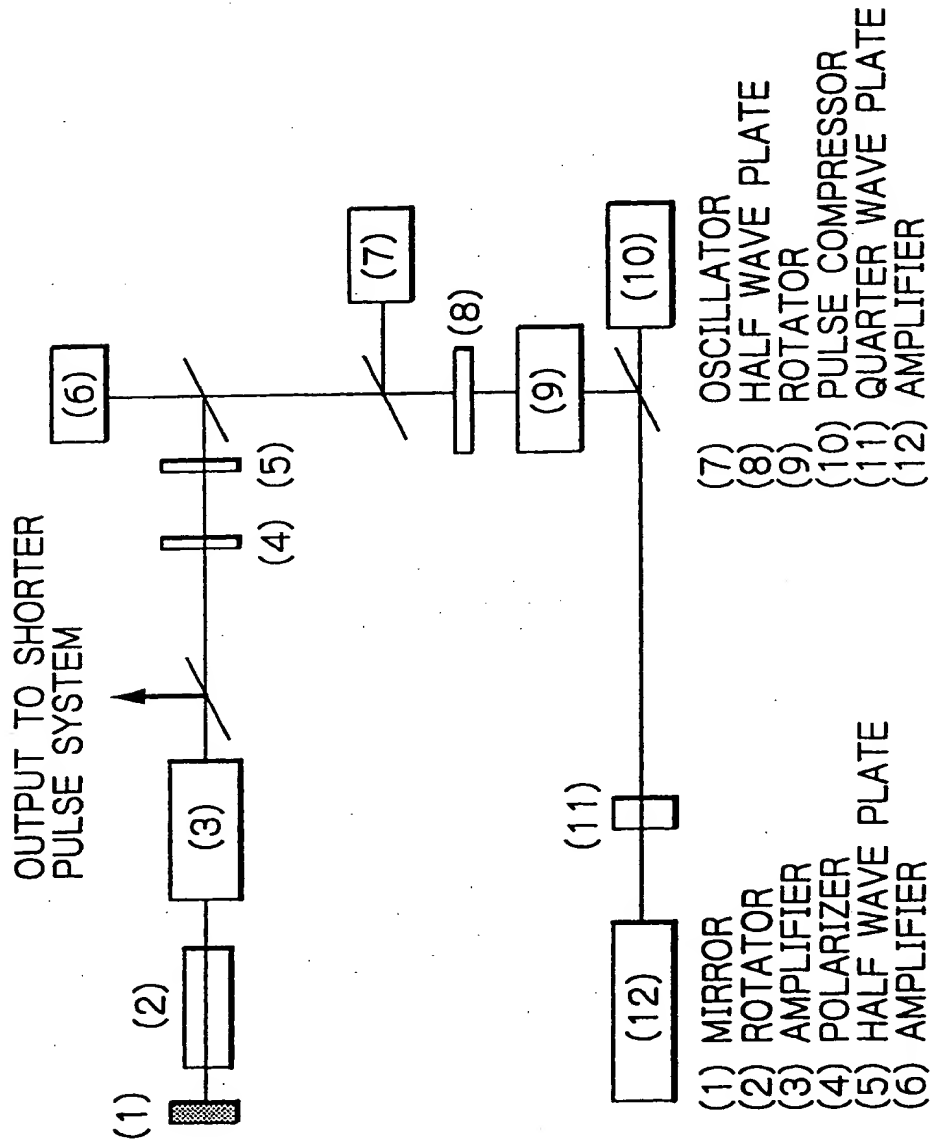 OUTPUT TO SHORTER
PULSE SYSTEM
(1)
(2)
(3)
(4)
(5)
(6)
(7)
(8)
(9)
(10)
(11)
(12)
(1) MIRROR
(2) ROTATOR
(3) AMPLIFIER
(4) POLARIZER
(5) HALF WAVE PLATE
(6) AMPLIFIER
(7) OSCILLATOR
(8) HALF WAVE PLATE
(9) ROTATOR
(10) PULSE COMPRESSOR
(11) QUARTER WAVE PLATE
(12) AMPLIFIER